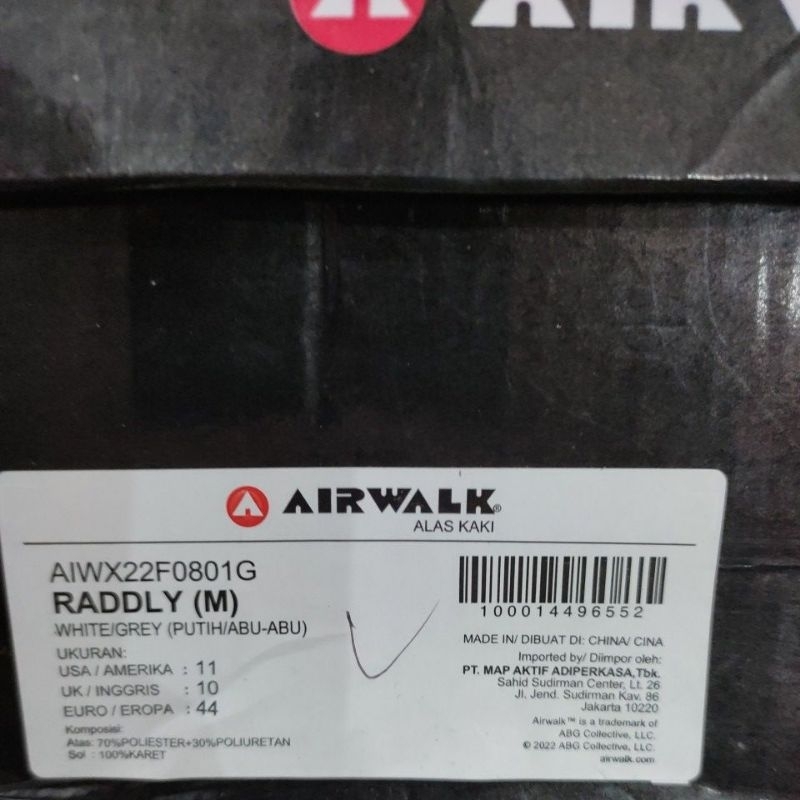 AIRW
AIRWALK®
ALAS KAKI
AIWX22F0801G
RADDLY (M)
WHITE/GREY (PUTIH/ABU-ABU)
UKURAN:
USA / AMERIKA : 11
UK / INGGRIS : 10
EURO / EROPA : 44
Komposisi:
Atas: 70%POLIESTER+30%POLIURETAN
Sol : 100%KARET
100014496552
MADE IN/ DIBUAT DI: CHINA/ CINA
Imported by/ Diimpor oleh:
PT. MAP AKTIF ADIPERKASA,Tbk.
Sahid Sudirman Center, Lt. 26
Jl. Jend. Sudirman Kav. 86
Jakarta 10220
Airwalk™ is a trademark of
ABG Collective, LLC.
© 2022 ABG Collective, LLC.
airwalk.com